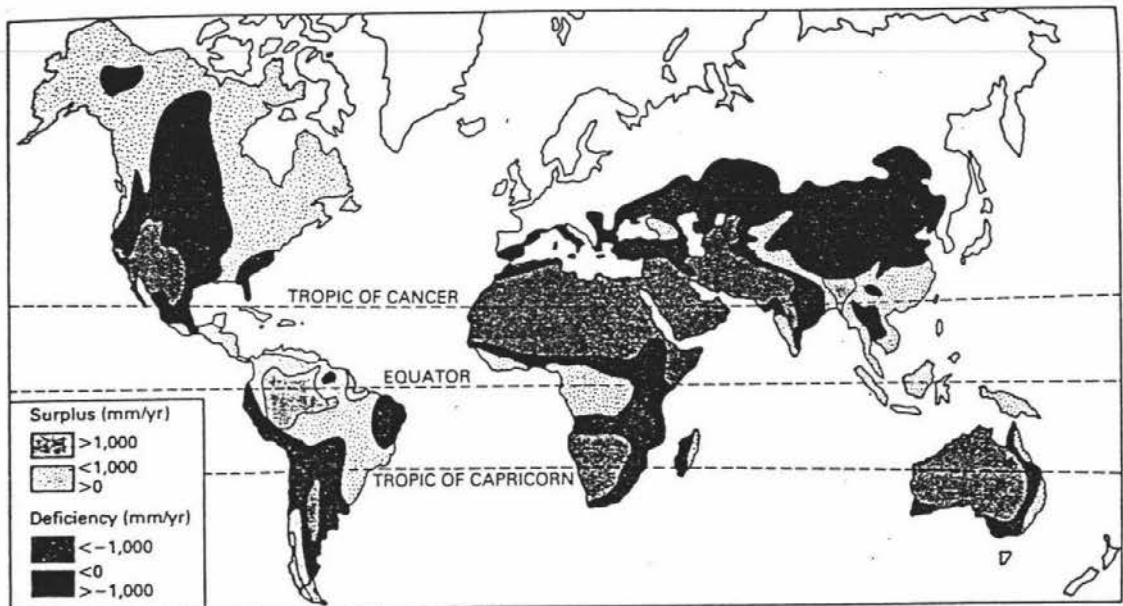 TROPIC OF CANCER
EQUATOR
TROPIC OF CAPRICORN
Surplus (mm/yr)
>1,000
<1,000
>0
Deficiency (mm/yr)
<−1,000
<0
>−1,000